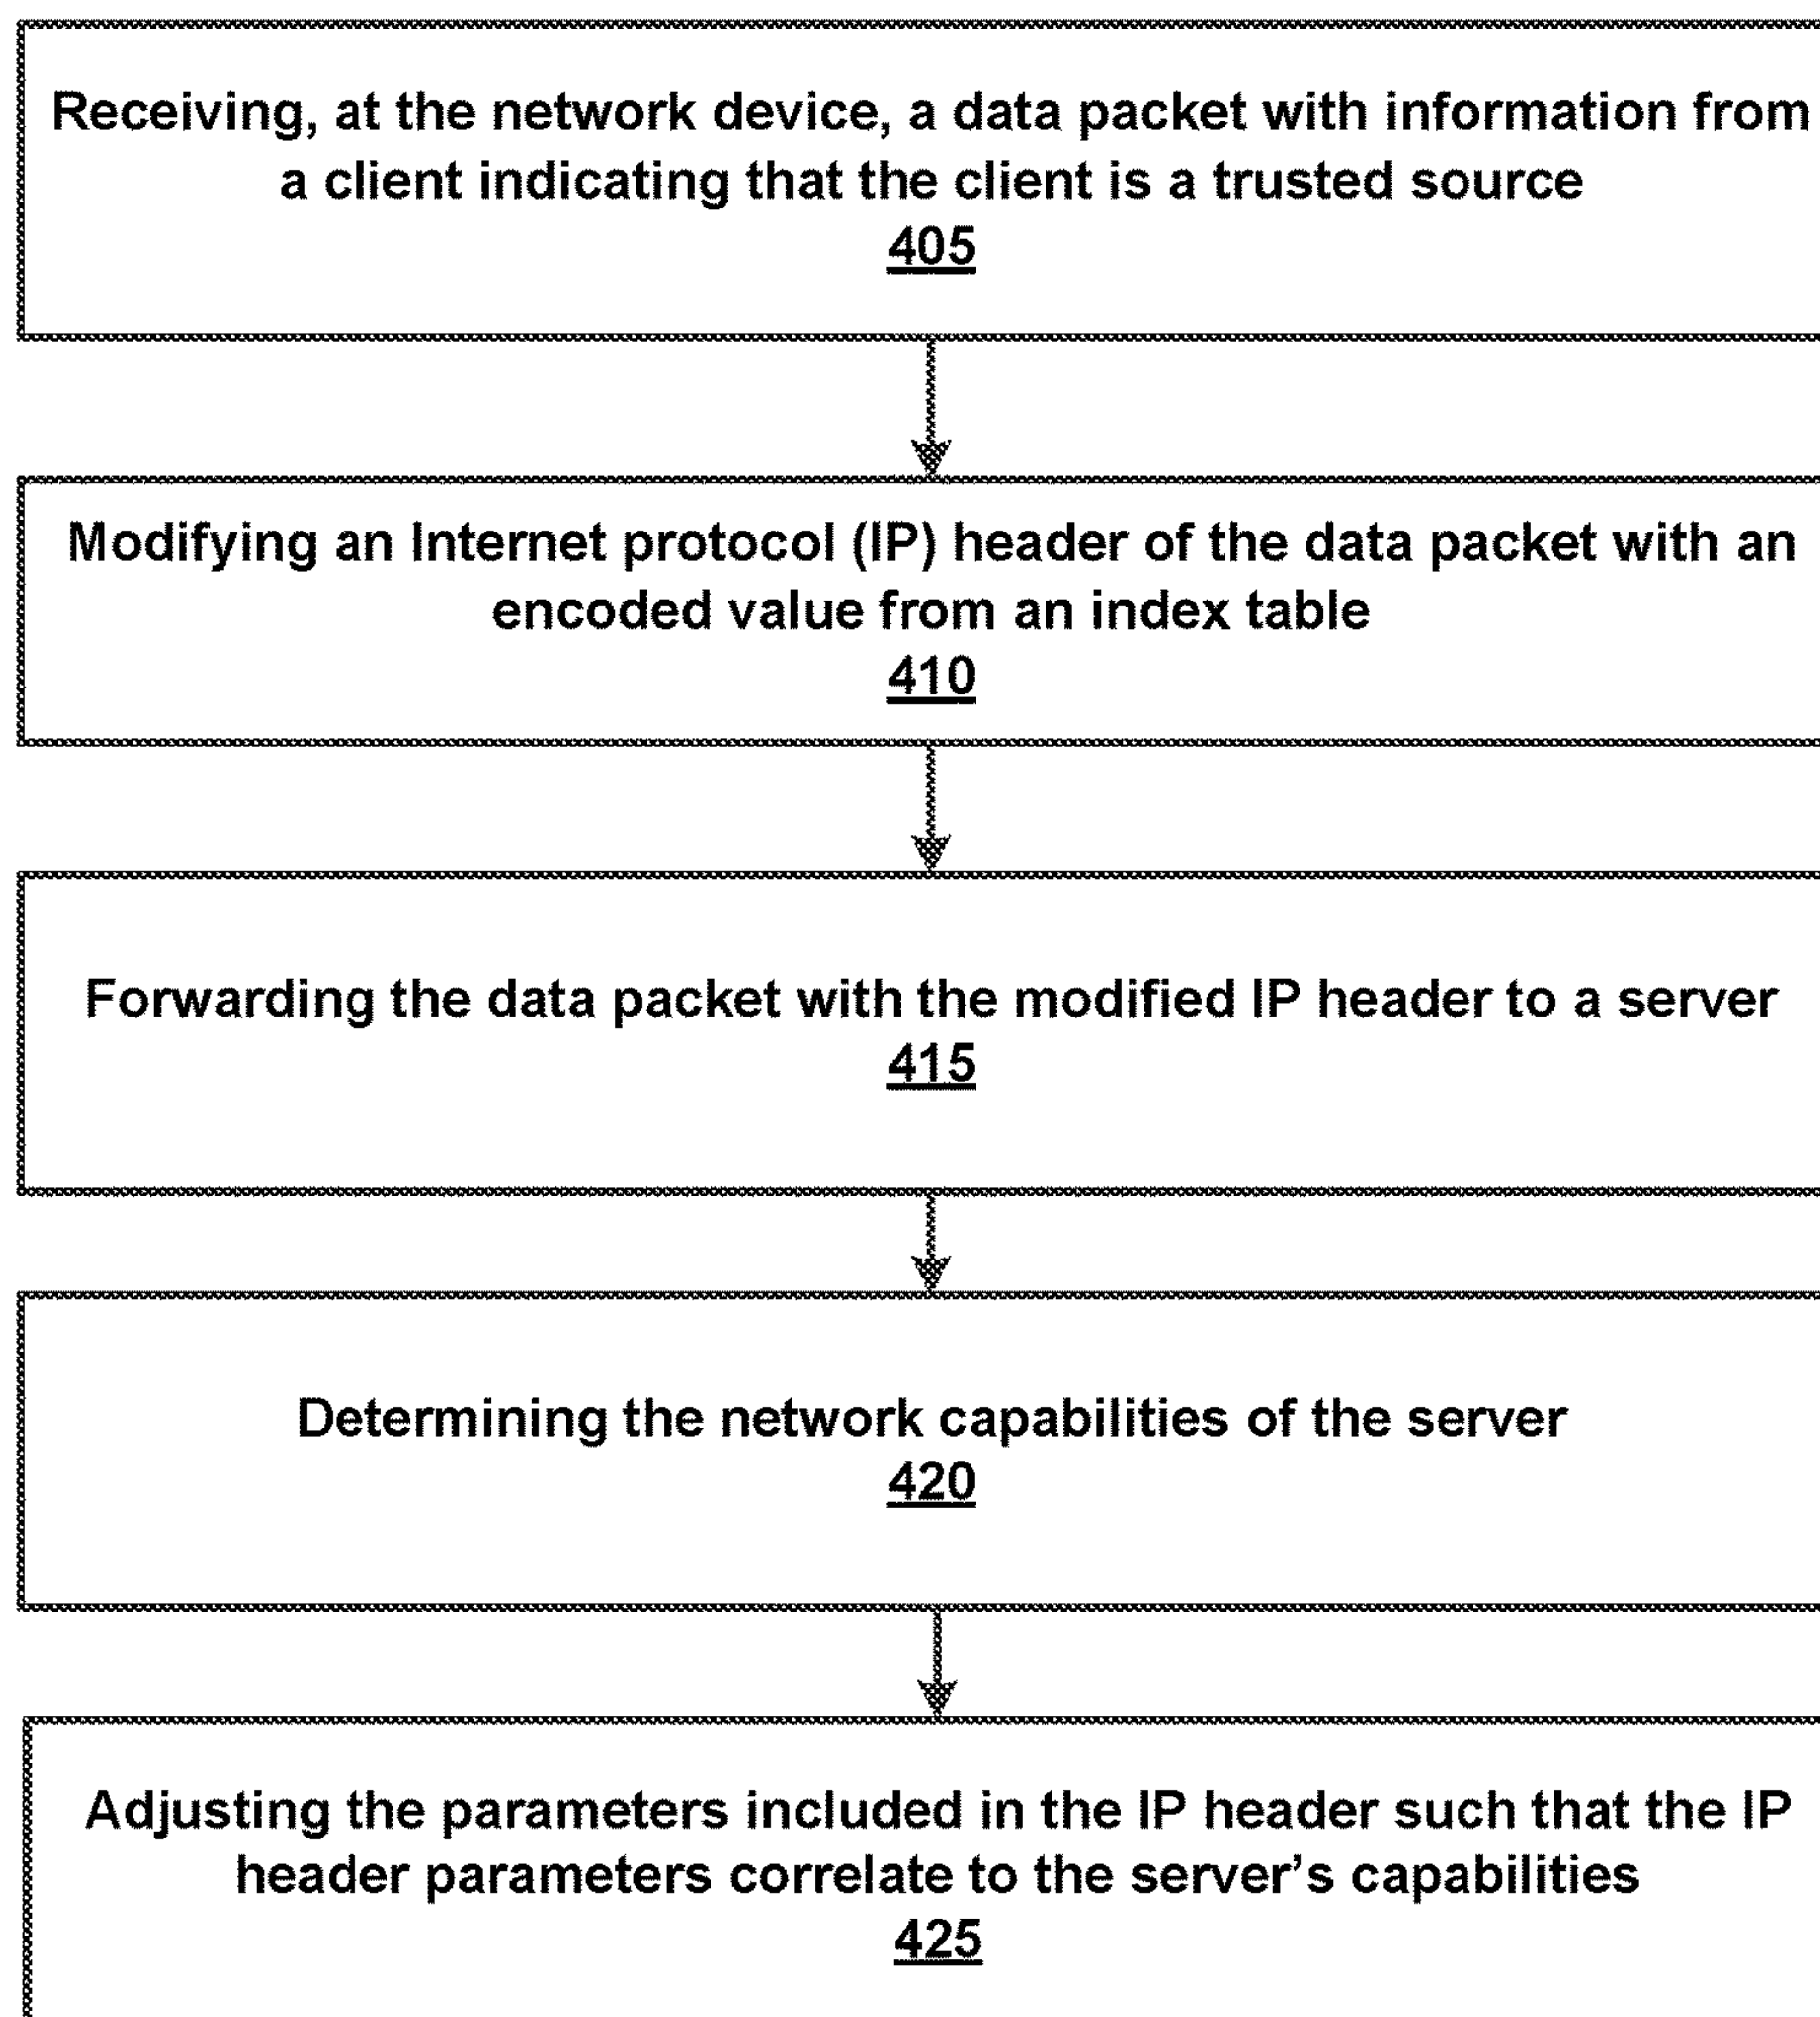 Receiving, at the network device, a data packet with information from
a client indicating that the client is a trusted source
405
Modifying an Internet protocol (IP) header of the data packet with an
encoded value from an index table
410
Forwarding the data packet with the modified IP header to a server
415
Determining the network capabilities of the server
420
Adjusting the parameters included in the IP header such that the IP
header parameters correlate to the server’s capabilities
425